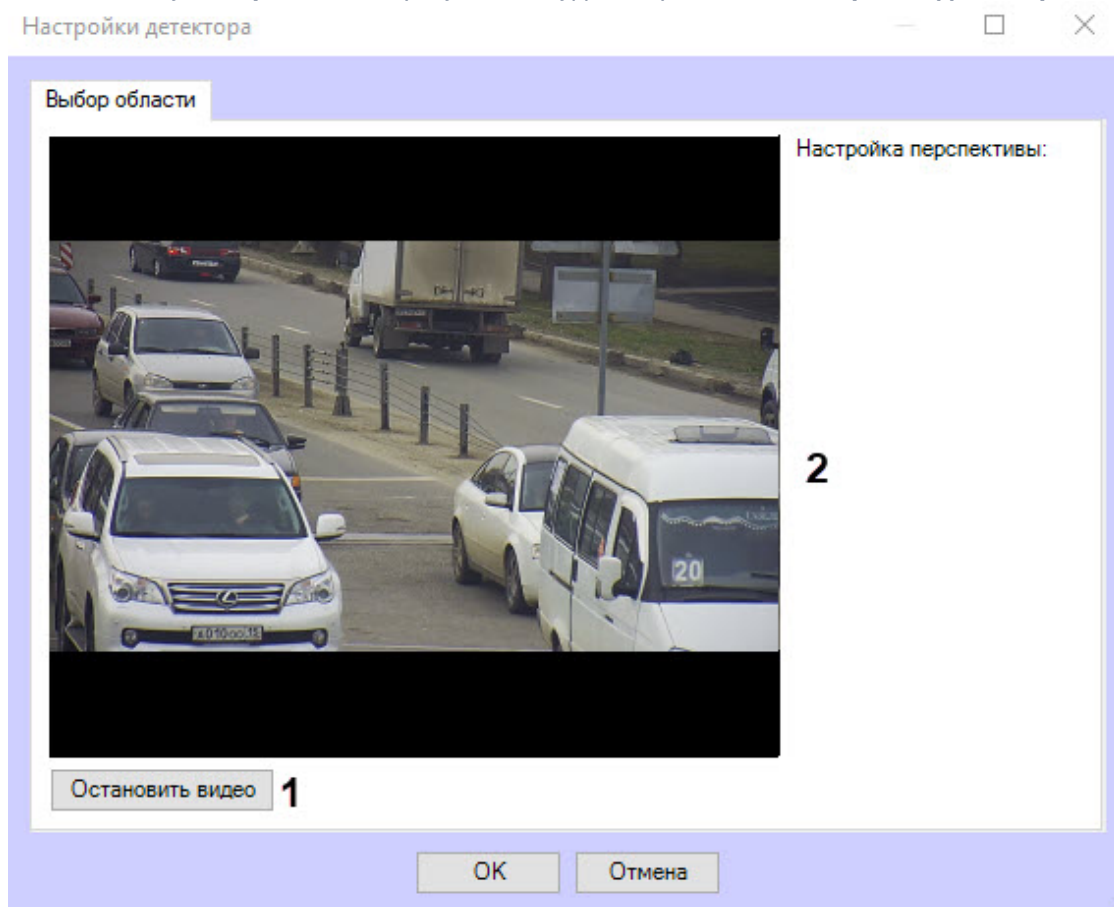 Настройки детектора
Выбор области
Настройка перспективы:
2
20
Остановить видео 1
OK Отмена